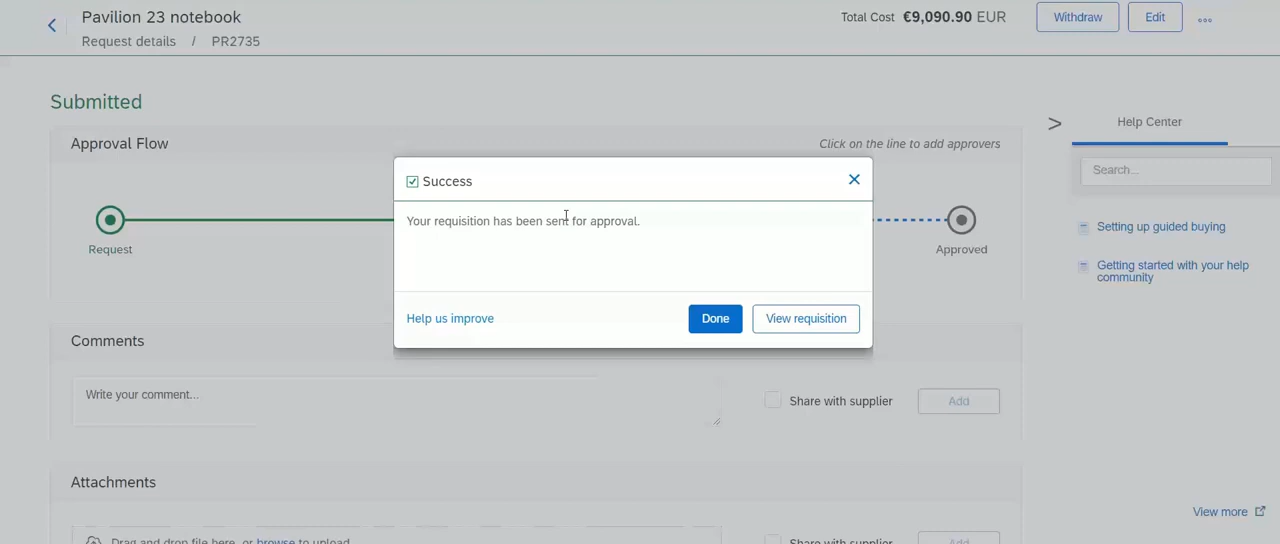 Pavilion 23 notebook
Total Cost €9,090.90 EUR
Withdraw
Edit
Request details / PR2735
Submitted
Approval Flow
Click on the line to add approvers
Request
Approved
Success
Your requisition has been sent for approval.
Help us improve
Done
View requisition
Comments
Write your comment...
Share with supplier
Add
Attachments
Drag and drop file here, or browse to upload
Share with supplier
Add
Help Center
Search...
Setting up guided buying
Getting started with your help
community
View more